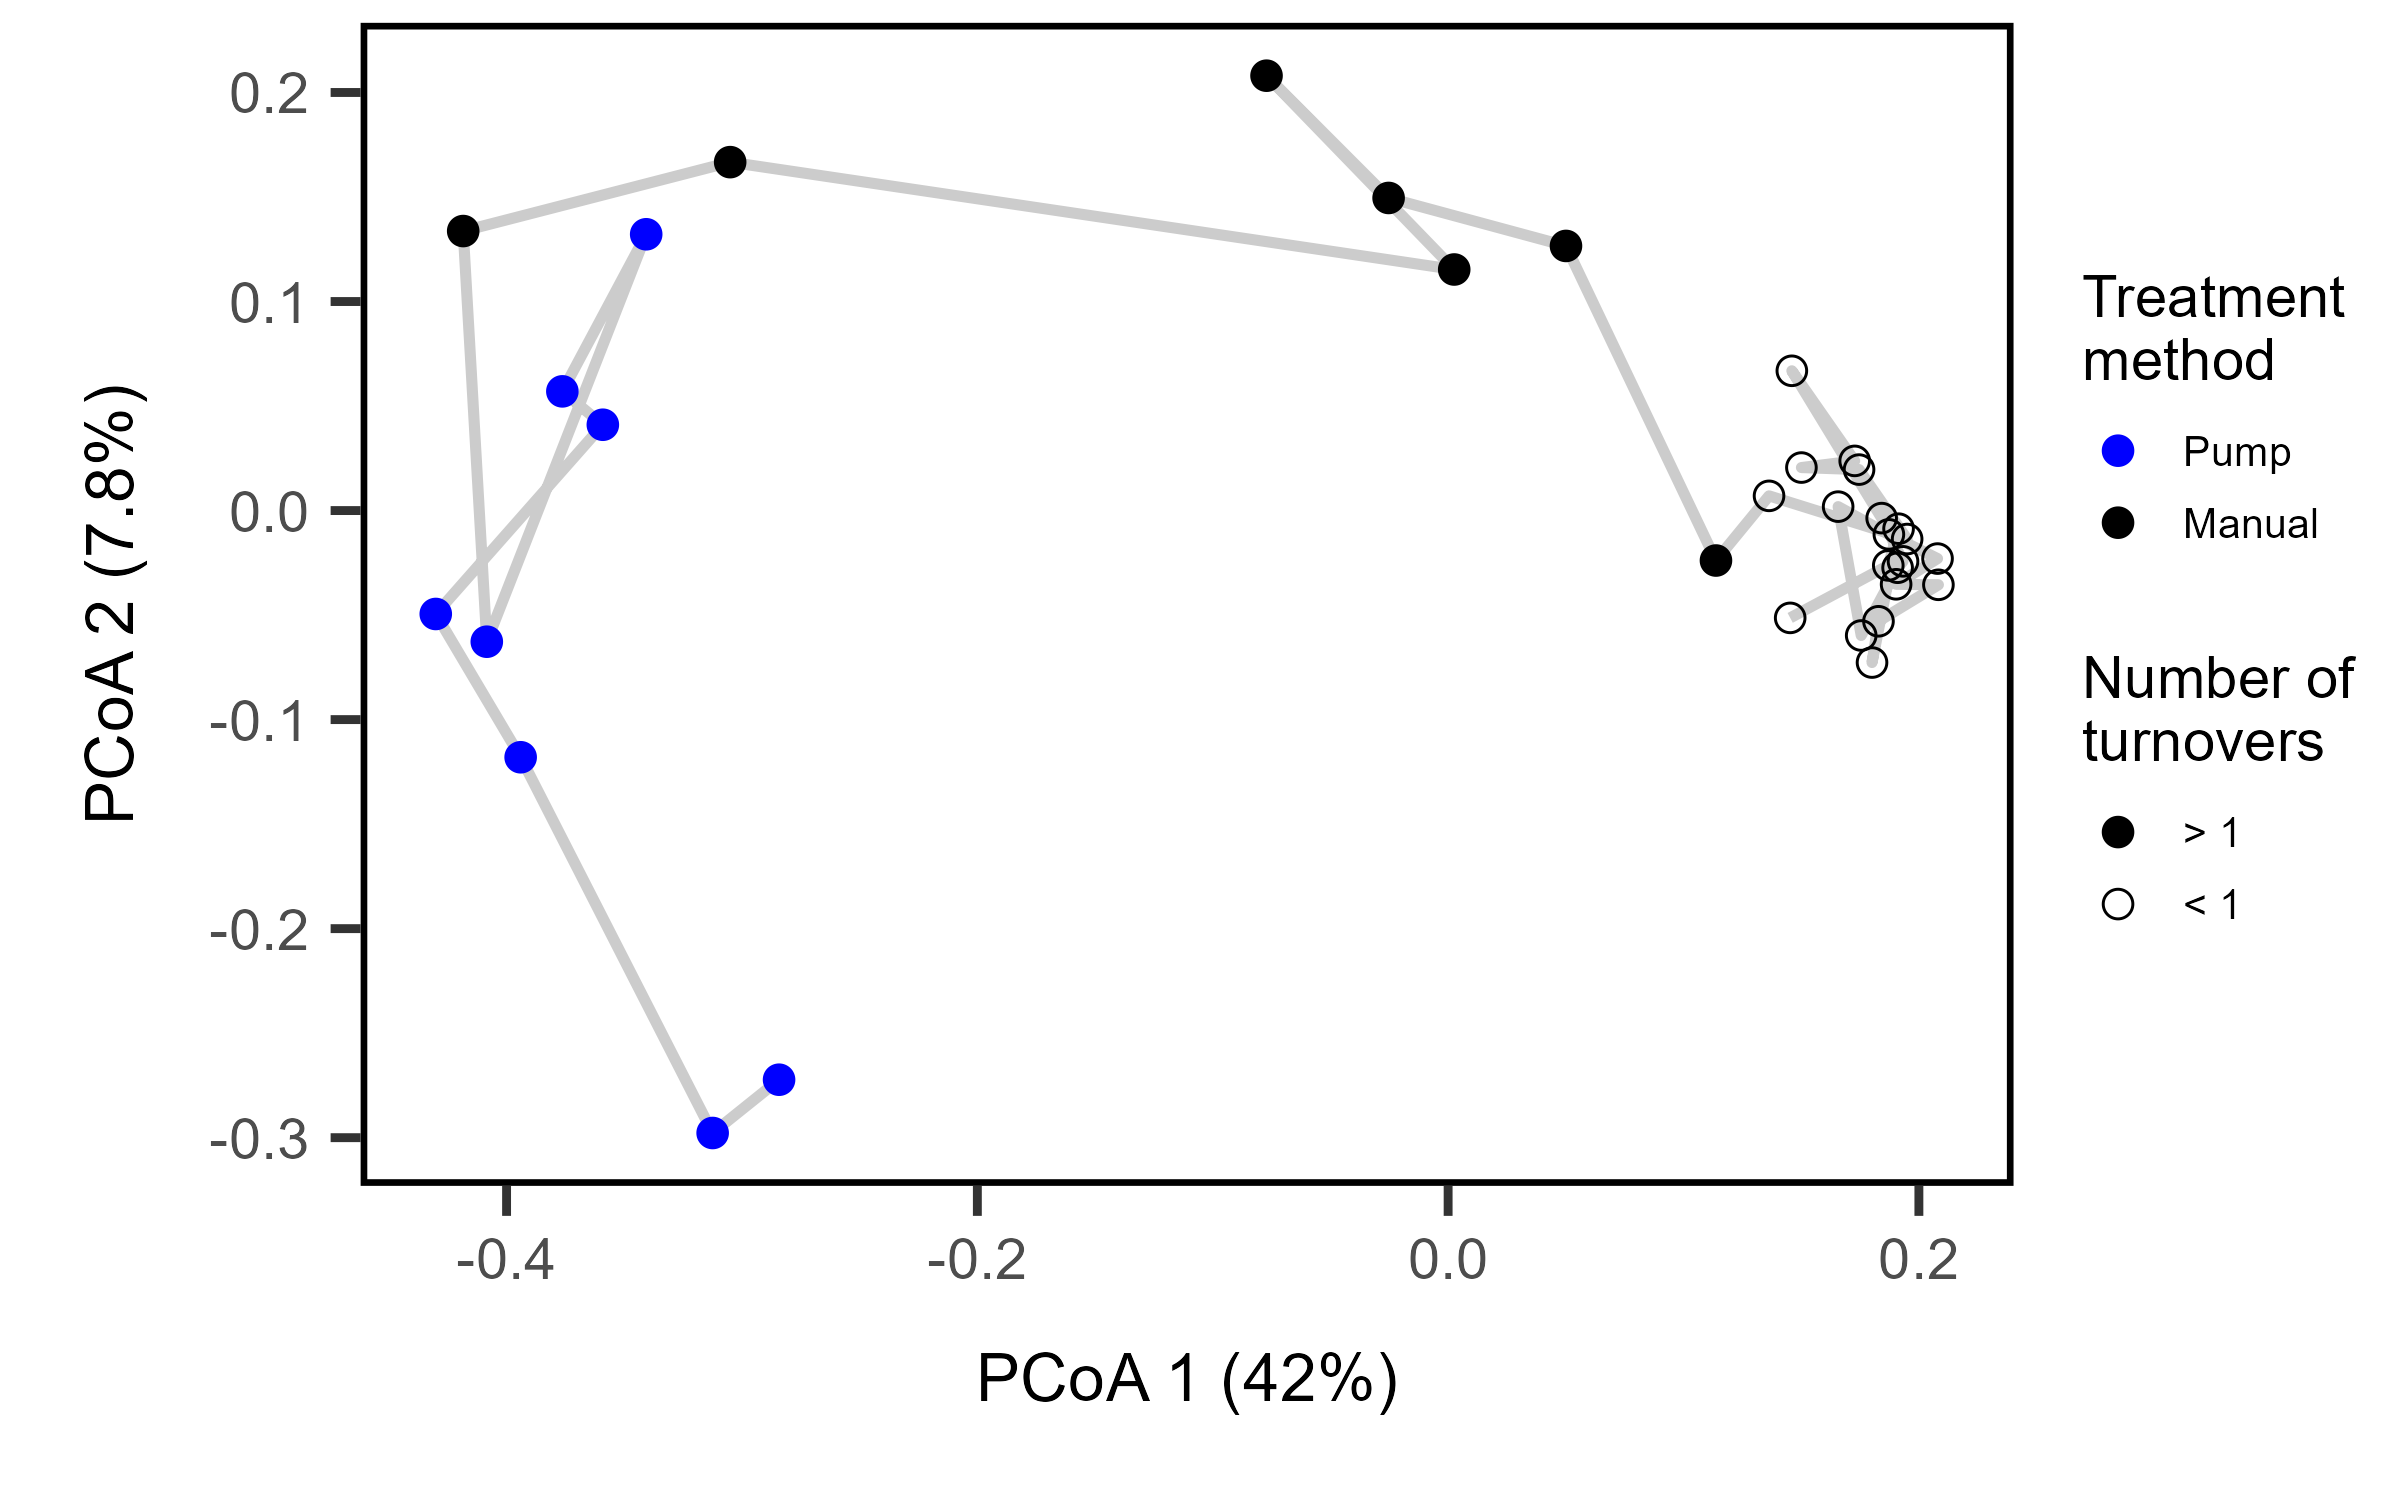 0.2
0.1
0.0
-0.1
-0.2
-0.3
PCoA 2 (7.8%)
-0.4
-0.2
0.0
0.2
PCoA 1 (42%)
Treatment
method
Pump
Manual
Number of
turnovers
> 1
< 1